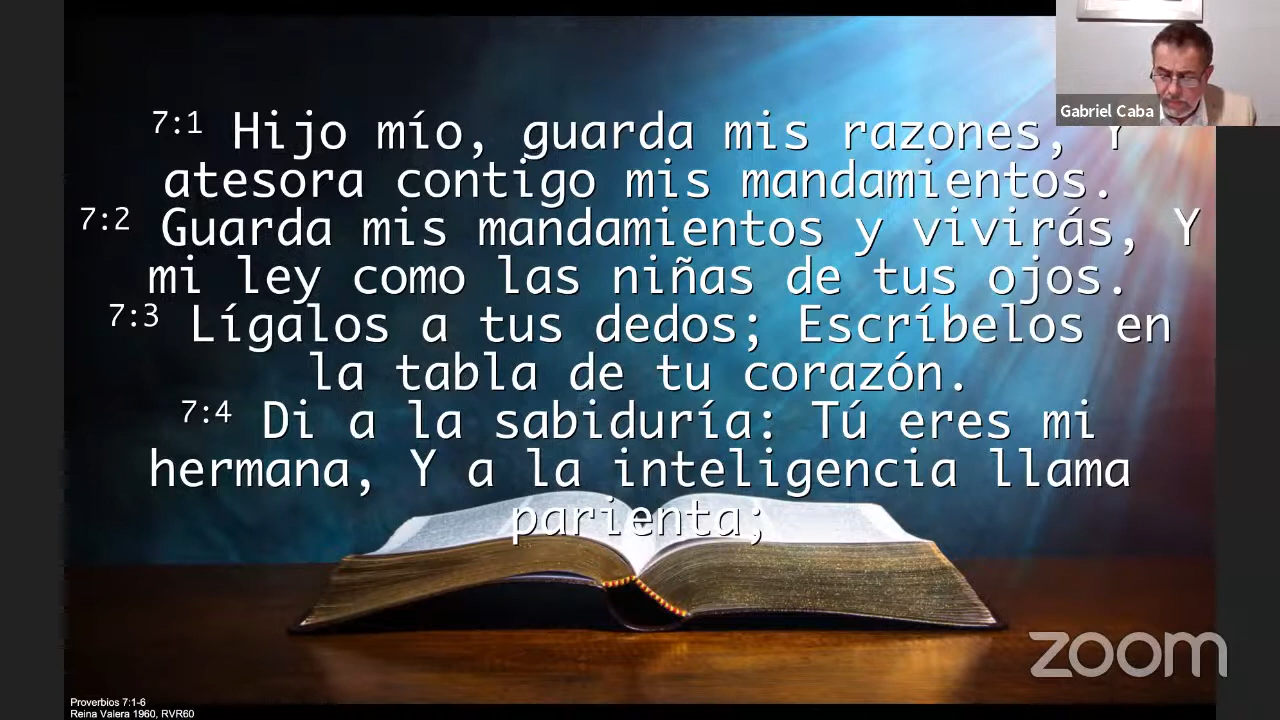 7:1 Hijo mío, guarda mis razones, Y
atesora contigo mis mandamientos.
7:2 Guarda mis mandamientos y vivirás, Y
mi ley como las niñas de tus ojos.
7:3 Lígalos a tus dedos; Escríbelos en
la tabla de tu corazón.
7:4 Di a la sabiduría: Tú eres mi
hermana, Y a la inteligencia llama
parienta;
Gabriel Caba
zoom
Proverbios 7:1-6
Reina Valera 1960, RVR60